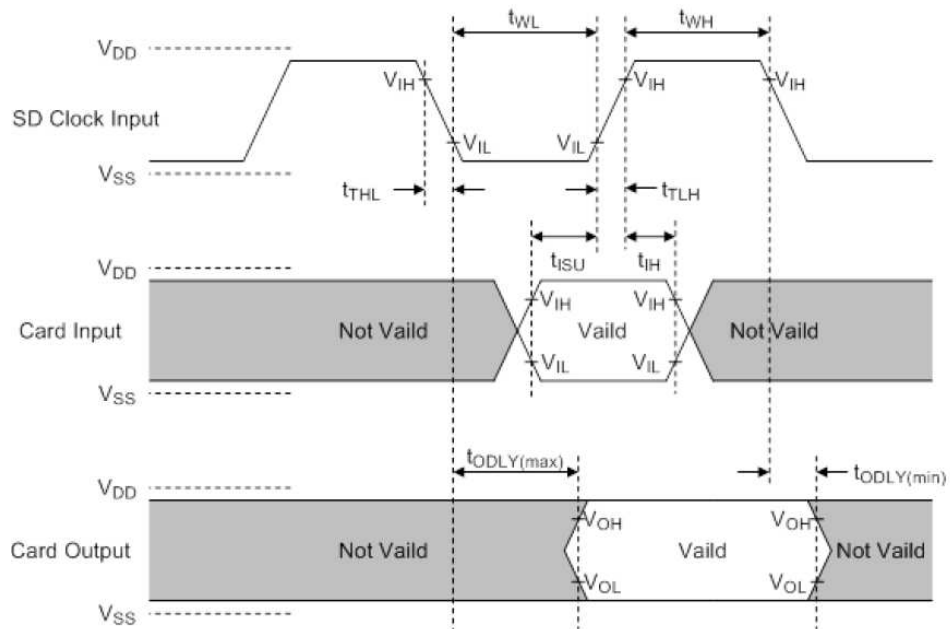 tWL
tWH
VDD
VIH
VIH
VIH
SD Clock Input
VIL
VIL
VSS
tTHL
tTLH
tISU
tIH
VDD
VIH
VIH
Card Input
Not Vaild
Vaild
Not Vaild
VIL
VIL
VSS
tODLY(max)
tODLY(min)
VDD
VOH
VOH
Card Output
Not Vaild
Vaild
Not Vaild
VOL
VOL
VSS